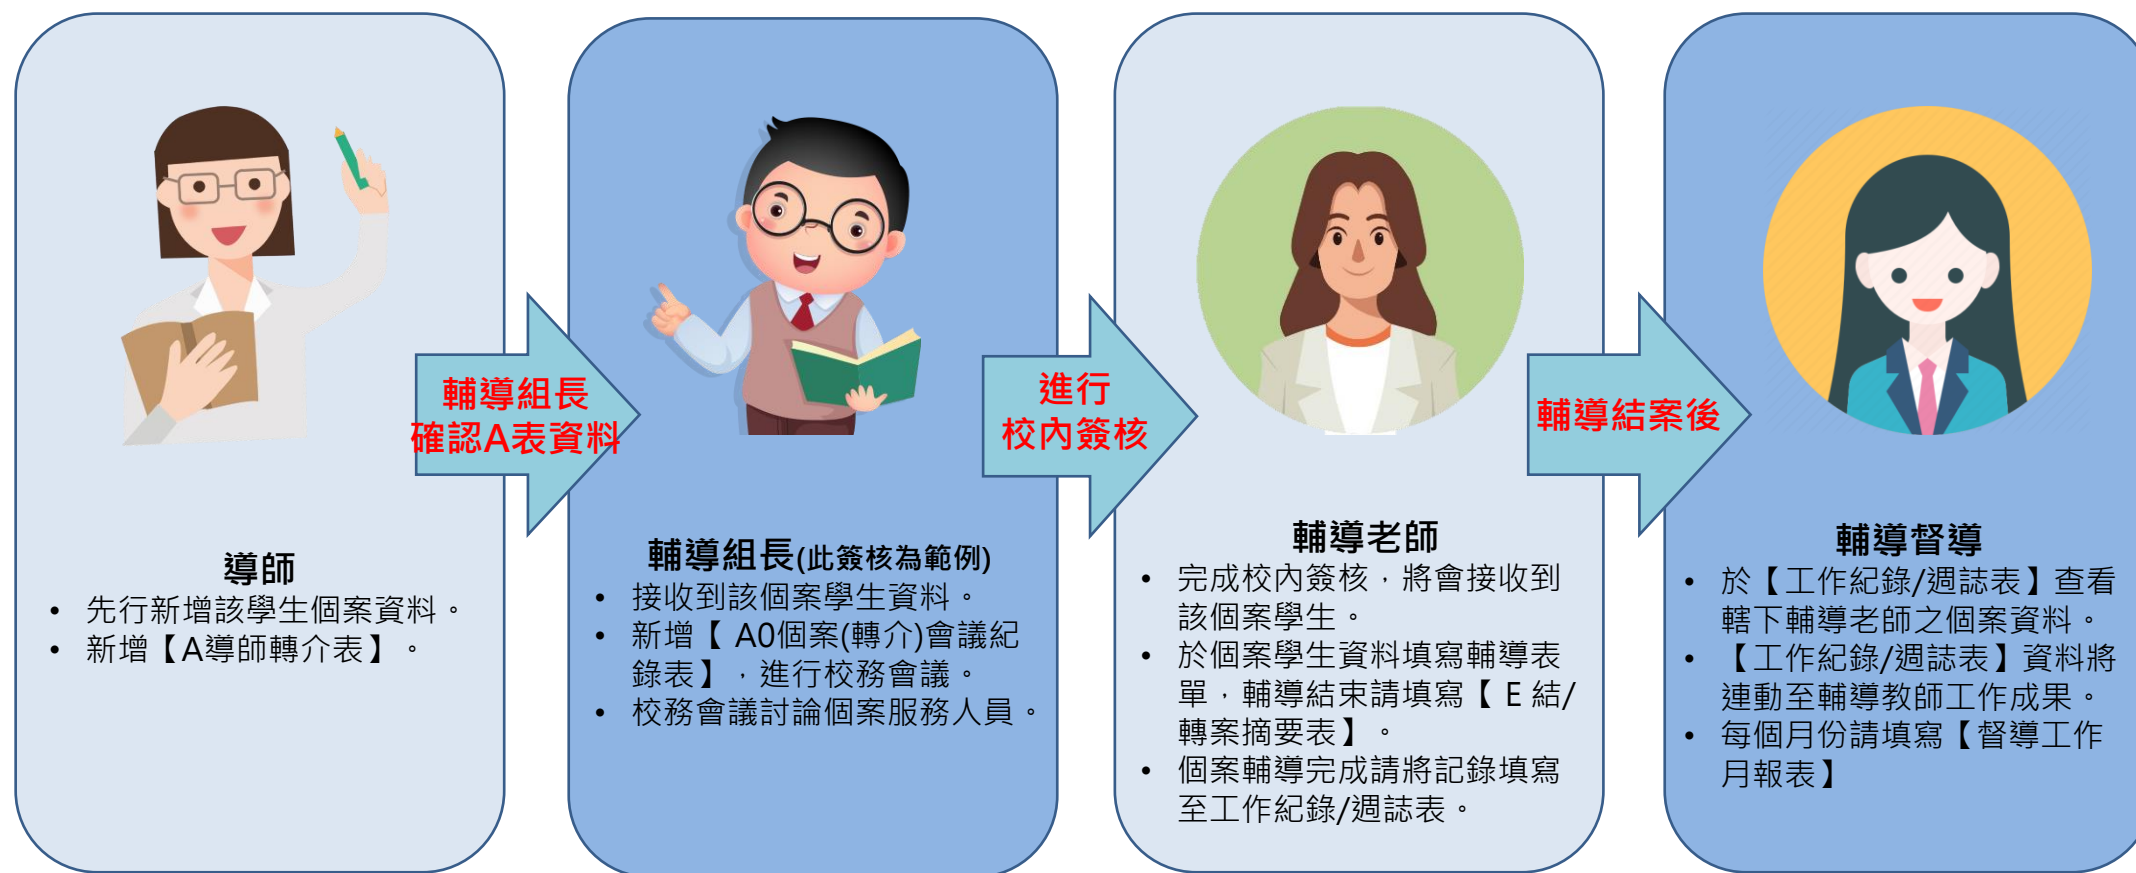 導師
• 先行新增該學生個案資料。
• 新增【A導師轉介表】。
輔導組長
確認A表資料
輔導組長(此簽核為範例)
• 接收到該個案學生資料。
• 新增【 A0個案(轉介)會議紀
錄表】，進行校務會議。
• 校務會議討論個案服務人員。
進行
校內簽核
輔導老師
• 完成校內簽核，將會接收到
該個案學生。
• 於個案學生資料填寫輔導表
單，輔導結束請填寫【 E 結/
轉案摘要表】。
• 個案輔導完成請將記錄填寫
至工作紀錄/週誌表。
輔導結案後
輔導督導
• 於【工作紀錄/週誌表】查看
轄下輔導老師之個案資料。
• 【工作紀錄/週誌表】資料將
連動至輔導教師工作成果。
• 每個月份請填寫【督導工作
月報表】